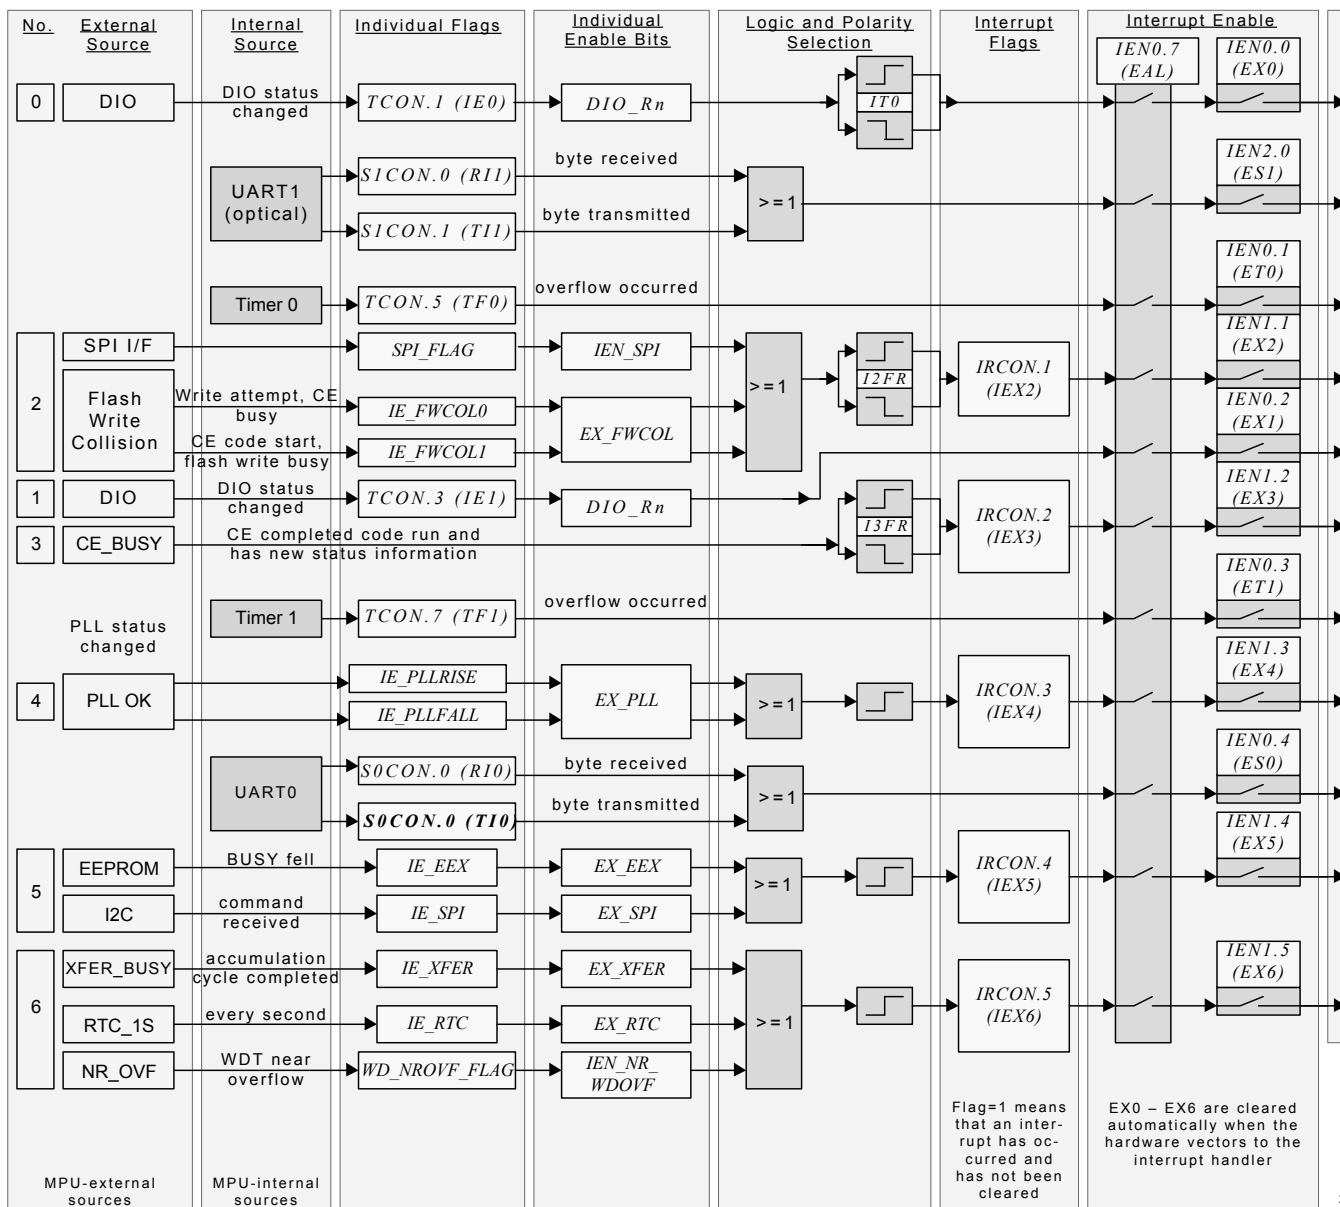 No.
External
Source
Internal
Source
Individual Flags
Individual
Enable Bits
Logic and Polarity
Selection
Interrupt
Flags
Interrupt Enable
IEN0.7
(EAL)
IEN0.0
(EX0)
0
DIO
DIO status
changed
TCON.1 (IE0)
DIO_Rn
IT0
UART1
(optical)
S1CON.0 (RI1)
byte received
S1CON.1 (TI1)
byte transmitted
>=1
IEN2.0
(ES1)
Timer 0
TCON.5 (TF0)
overflow occurred
IEN0.1
(ET0)
2
SPI I/F
SPI_FLAG
IEN_SPI
Flash
Write
Collision
Write attempt, CE
busy
IE_FWCOL0
CE code start,
flash write busy
IE_FWCOL1
EX_FWCOL
>=1
I2FR
IRCON.1
(IEX2)
IEN1.1
(EX2)
IEN0.2
(EX1)
1
DIO
DIO status
changed
TCON.3 (IE1)
DIO_Rn
3
CE_BUSY
CE completed code run and
has new status information
I3FR
IRCON.2
(IEX3)
IEN1.2
(EX3)
Timer 1
TCON.7 (TF1)
overflow occurred
IEN0.3
(ET1)
PLL status
changed
4
PLL OK
IE_PLLRISE
IE_PLLFALL
EX_PLL
>=1
IRCON.3
(IEX4)
IEN1.3
(EX4)
UART0
S0CON.0 (RI0)
byte received
S0CON.0 (TI0)
byte transmitted
>=1
IEN0.4
(ES0)
5
EEPROM
BUSY fell
IE_EEX
EX_EEX
I2C
command
received
IE_SPI
EX_SPI
>=1
IRCON.4
(IEX5)
IEN1.4
(EX5)
6
XFER_BUSY
accumulation
cycle completed
IE_XFER
EX_XFER
RTC_1S
every second
IE_RTC
EX_RTC
NR_OVF
WDT near
overflow
WD_NROVF_FLAG
IEN_NR_
WDOVF
>=1
IRCON.5
(IEX6)
IEN1.5
(EX6)
Flag=1 means
that an inter-
rupt has oc-
curred and
has not been
cleared
EX0 – EX6 are cleared
automatically when the
hardware vectors to the
interrupt handler
MPU-external
sources
MPU-internal
sources